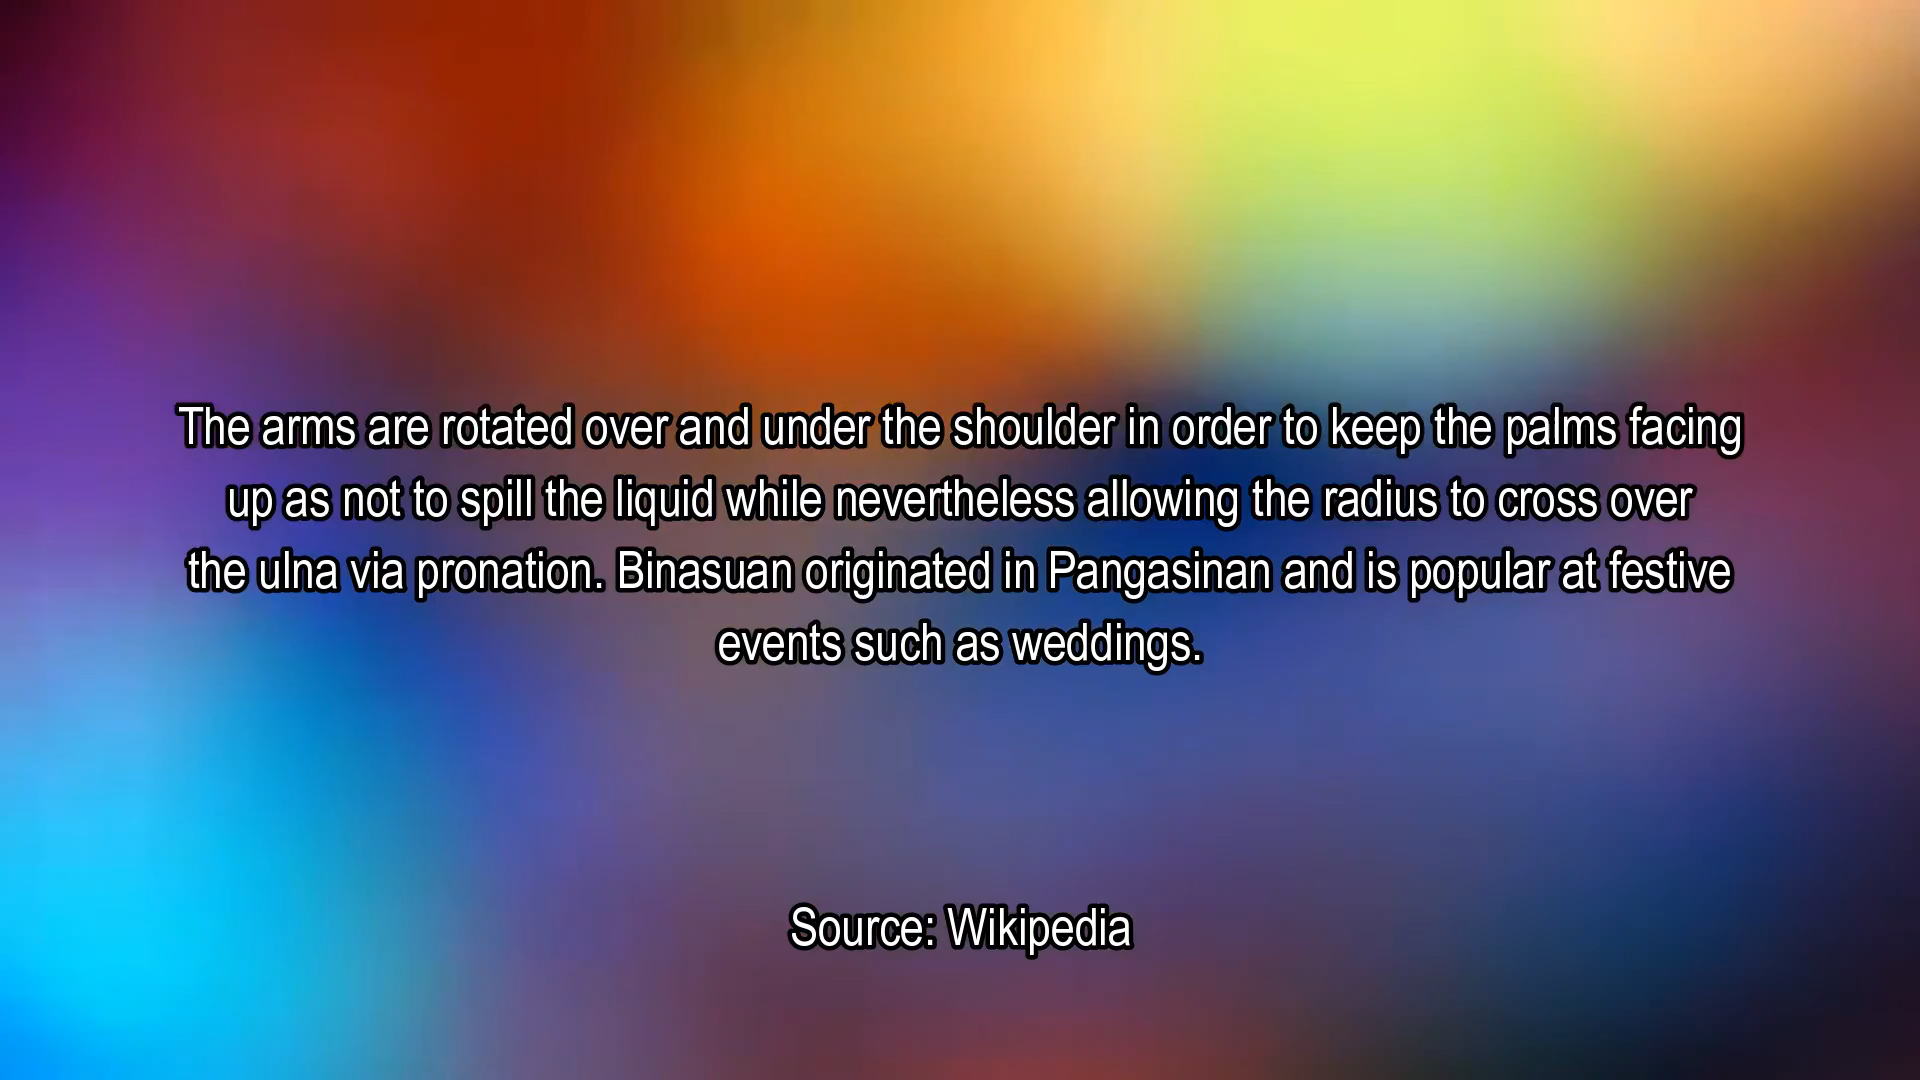 The arms are rotated over and under the shoulder in order to keep the palms facing
up as not to spill the liquid while nevertheless allowing the radius to cross over
the ulna via pronation. Binasuan originated in Pangasinan and is popular at festive
events such as weddings.
Source: Wikipedia